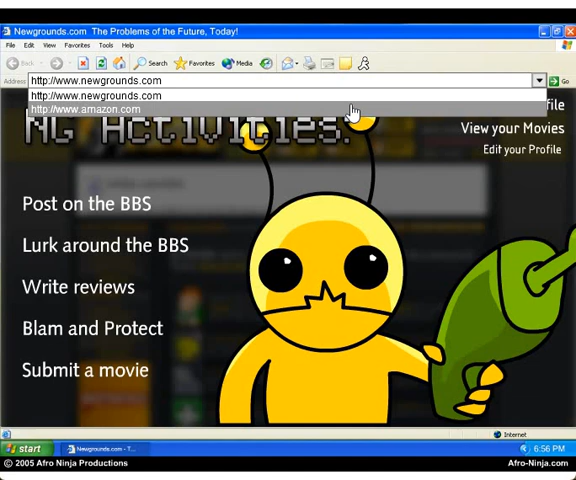 Newgrounds.com  The Problems of the Future, Today!
File Edit View Favorites Tools Help
Search Favorites Media
Address http://www.newgrounds.com
http://www.newgrounds.com
http://www.amazon.com
file
NG Activities.
View your Movies
Edit your Profile
Post on the BBS
Lurk around the BBS
Write reviews
Blam and Protect
Submit a movie
Internet
start Newgrounds.com - T... 6:56 PM
© 2005 Afro Ninja Productions Afro-Ninja.com